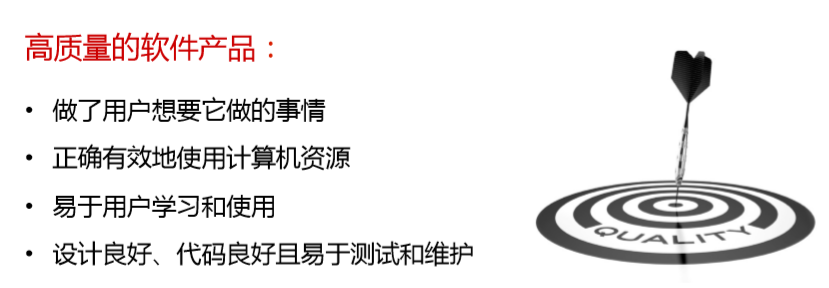 高质量的软件产品：
• 做了用户想要它做的事情
• 正确有效地使用计算机资源
• 易于用户学习和使用
• 设计良好、代码良好且易于测试和维护
QUALITY